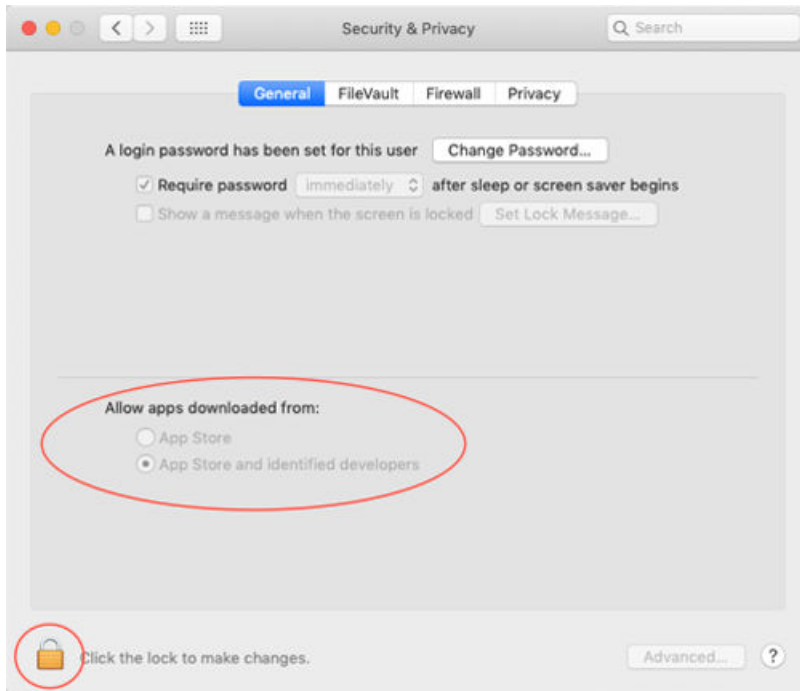 Security & Privacy
Search
General FileVault Firewall Privacy
A login password has been set for this user Change Password...
Require password immediately after sleep or screen saver begins
Show a message when the screen is locked Set Lock Message...
Allow apps downloaded from:
App Store
App Store and identified developers
Click the lock to make changes.
Advanced... ?